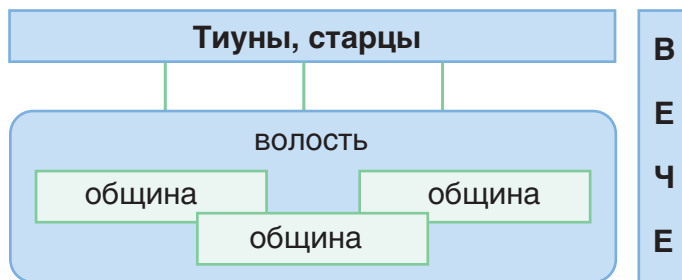 Тиуны, старцы
волость
община
община
община
В
Е
Ч
Е